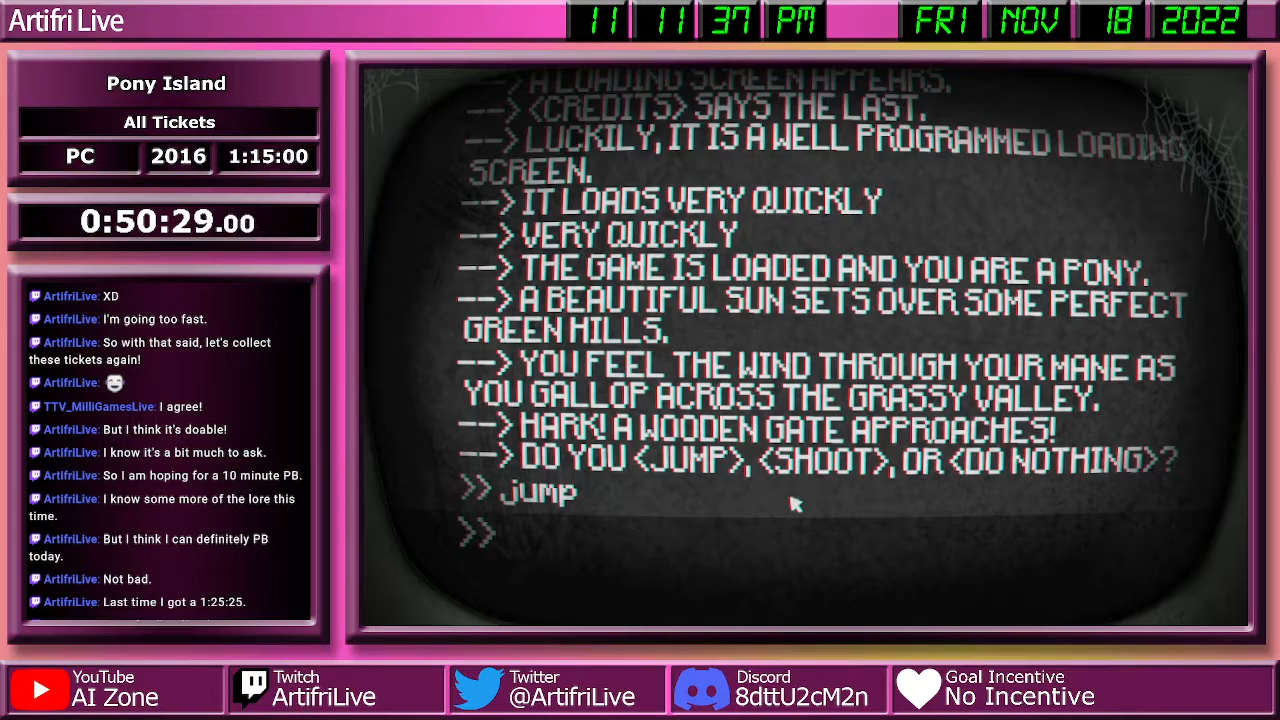 Artifri Live
11 11 37 PM FRI NOV 18 2022
Pony Island
All Tickets
PC 2016 1:15:00
0:50:29.00
ArtifriLive: XD
ArtifriLive: I'm going too fast.
ArtifriLive: So with that said, let's collect
these tickets again!
ArtifriLive:
TTV_MilliGamesLive: I agree!
ArtifriLive: But I think it's doable!
ArtifriLive: I know it's a bit much to ask.
ArtifriLive: So I am hoping for a 10 minute PB.
ArtifriLive: I know some more of the lore this
time.
ArtifriLive: But I think I can definitely PB
today.
ArtifriLive: Not bad.
ArtifriLive: Last time I got a 1:25:25.
--> A LOADING SCREEN APPEARS.
--> <CREDITS> SAYS THE LAST.
--> LUCKILY, IT IS A WELL PROGRAMMED LOADING
SCREEN.
--> IT LOADS VERY QUICKLY
--> VERY QUICKLY
--> THE GAME IS LOADED AND YOU ARE A PONY.
--> A BEAUTIFUL SUN SETS OVER SOME PERFECT
GREEN HILLS.
--> YOU FEEL THE WIND THROUGH YOUR MANE AS
YOU GALLOP ACROSS THE GRASSY VALLEY.
--> HARK! A WOODEN GATE APPROACHES!
--> DO YOU <JUMP>, <SHOOT>, OR <DO NOTHING>?
>> jump
>>
YouTube
AI Zone
Twitch
ArtifriLive
Twitter
@ArtifriLive
Discord
8dttU2cM2n
Goal Incentive
No Incentive